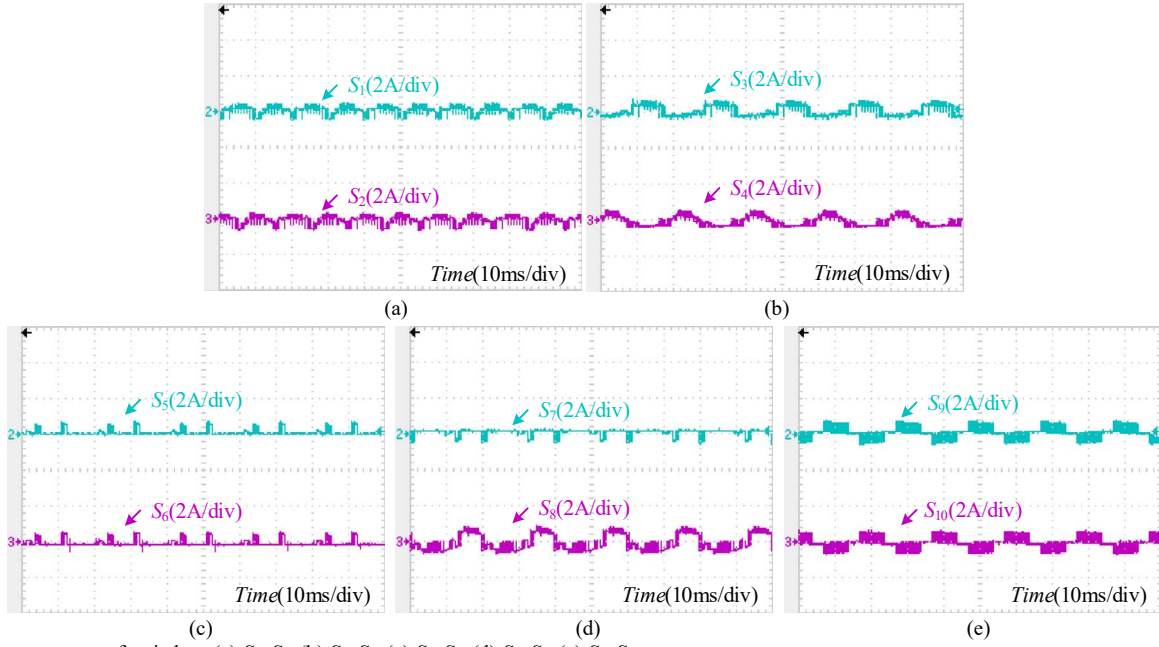 S1(2A/div)
2
S2(2A/div)
3
Time(10ms/div)
(a)
S3(2A/div)
2
S4(2A/div)
3
Time(10ms/div)
(b)
S5(2A/div)
2
S6(2A/div)
3
Time(10ms/div)
(c)
S7(2A/div)
2
S8(2A/div)
3
Time(10ms/div)
(d)
S9(2A/div)
2
S10(2A/div)
3
Time(10ms/div)
(e)